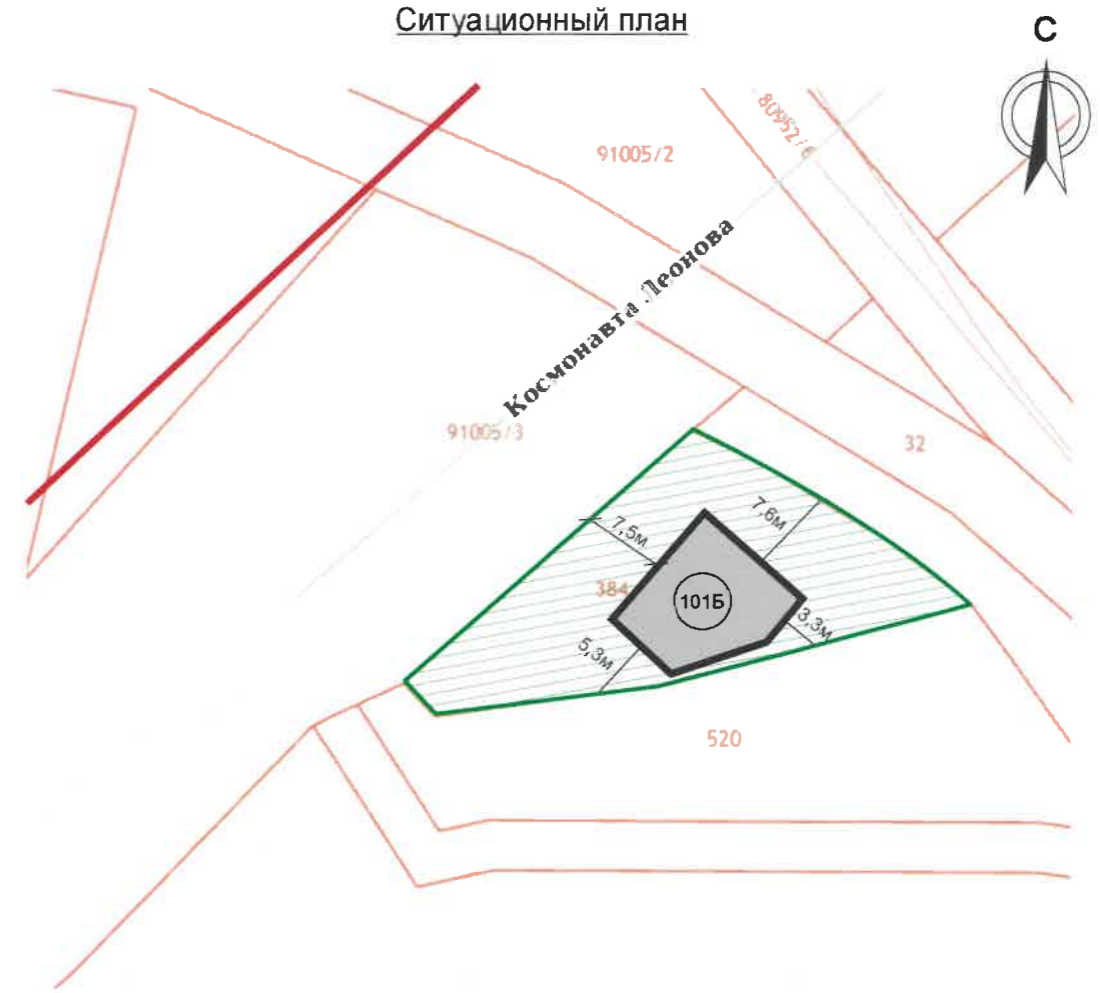 Ситуационный план
С
80952/6
91005/2
Космонавта Леонова
91005/3
32
7,6м
7,5м
384
101Б
3,3м
5,3м
520